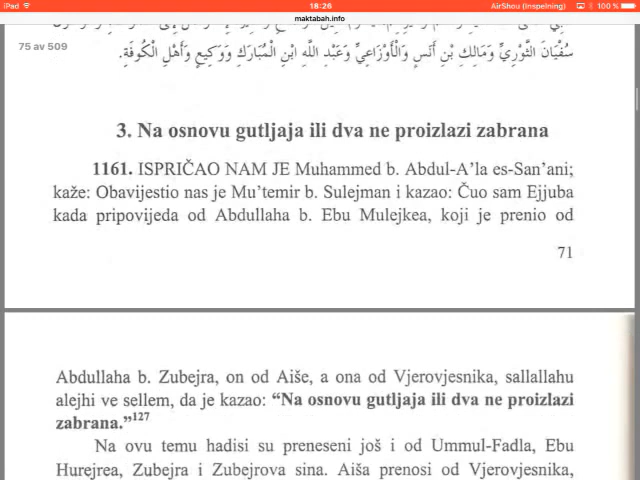 iPad 18:26 AirShou (Inspelning) 100 %
maktabah.info
75 av 509
سُفْيَانَ الثَّوْرِيِّ وَمَالِكِ بْنِ أَنَسٍ وَالْأَوْزَاعِيِّ وَعَبْدِ اللَّهِ ابْنِ الْمُبَارَكِ وَوَكِيعٍ وَأَهْلِ الْكُوفَةِ.
3. Na osnovu gutljaja ili dva ne proizlazi zabrana
1161. ISPRIČAO NAM JE Muhammed b. Abdul-A’la es-San’ani;
kaže: Obavijestio nas je Mu’temir b. Sulejman i kazao: Čuo sam Ejjuba
kada pripovijeda od Abdullaha b. Ebu Mulejkea, koji je prenio od
71
Abdullaha b. Zubejra, on od Aiše, a ona od Vjerovjesnika, sallallahu
alejhi ve sellem, da je kazao: “Na osnovu gutljaja ili dva ne proizlazi
zabrana.”127
Na ovu temu hadisi su preneseni još i od Ummul-Fadla, Ebu
Hurejrea, Zubejra i Zubejrova sina. Aiša prenosi od Vjerovjesnika,